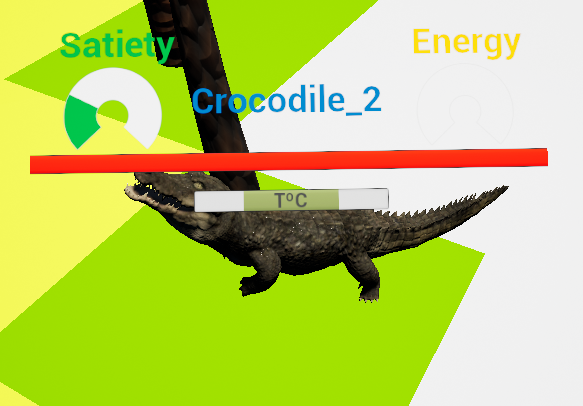 Satiety
Energy
Crocodile_2
TºC